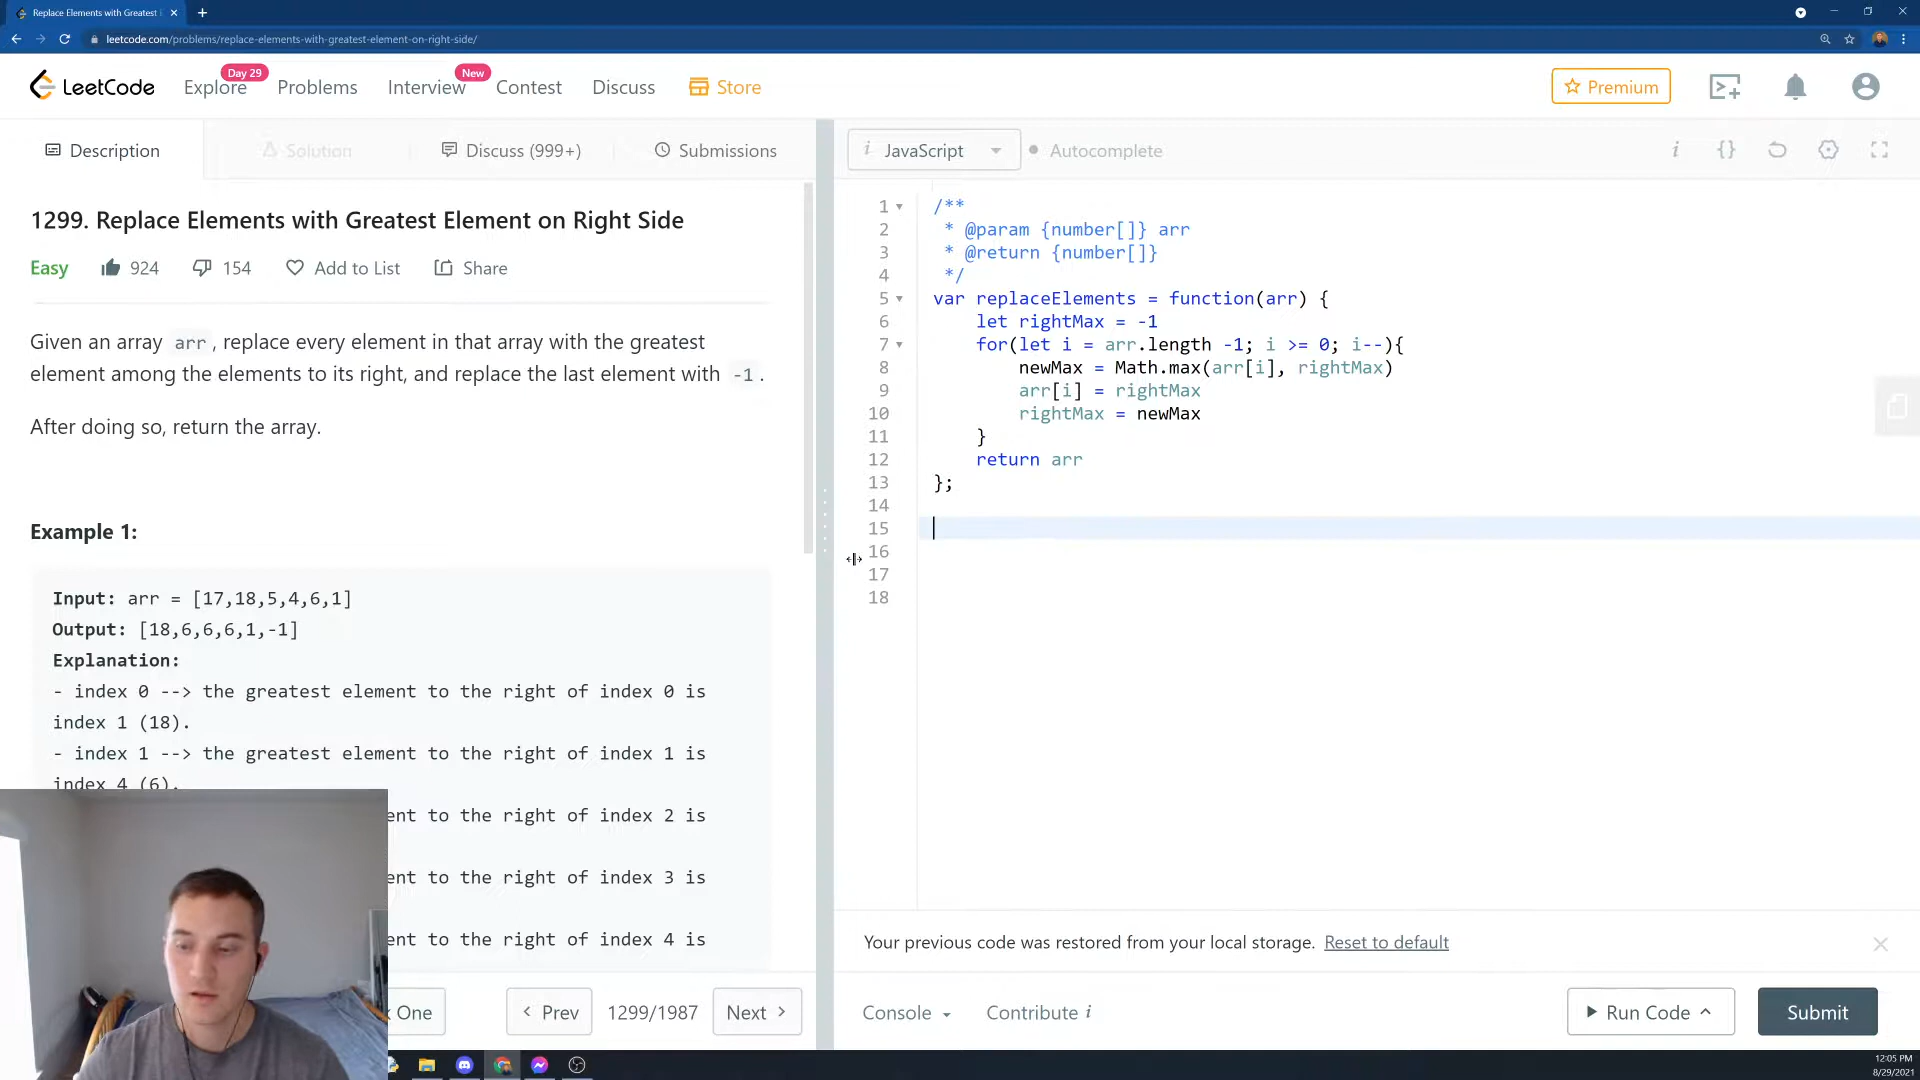 Replace Elements with Greatest
leetcode.com/problems/replace-elements-with-greatest-element-on-right-side/
LeetCode
Explore
Day 29
Problems
Interview
New
Contest
Discuss
Store
Premium
Description
Solution
Discuss (999+)
Submissions
i JavaScript
Autocomplete
1299. Replace Elements with Greatest Element on Right Side
Easy
924
154
Add to List
Share
Given an array arr, replace every element in that array with the greatest
element among the elements to its right, and replace the last element with -1.
After doing so, return the array.
Example 1:
Input: arr = [17,18,5,4,6,1]
Output: [18,6,6,6,1,-1]
Explanation:
- index 0 --> the greatest element to the right of index 0 is
index 1 (18).
- index 1 --> the greatest element to the right of index 1 is
index 4 (6).
ent to the right of index 2 is
ent to the right of index 3 is
ent to the right of index 4 is
One
Prev
1299/1987
Next
1 /**
2 * @param {number[]} arr
3 * @return {number[]}
4 */
5 var replaceElements = function(arr) {
6 let rightMax = -1
7 for(let i = arr.length -1; i >= 0; i--){
8 newMax = Math.max(arr[i], rightMax)
9 arr[i] = rightMax
10 rightMax = newMax
11 }
12 return arr
13 };
14
15
16
17
18
Your previous code was restored from your local storage. Reset to default
Console
Contribute i
Run Code
Submit
12:05 PM
8/29/2021